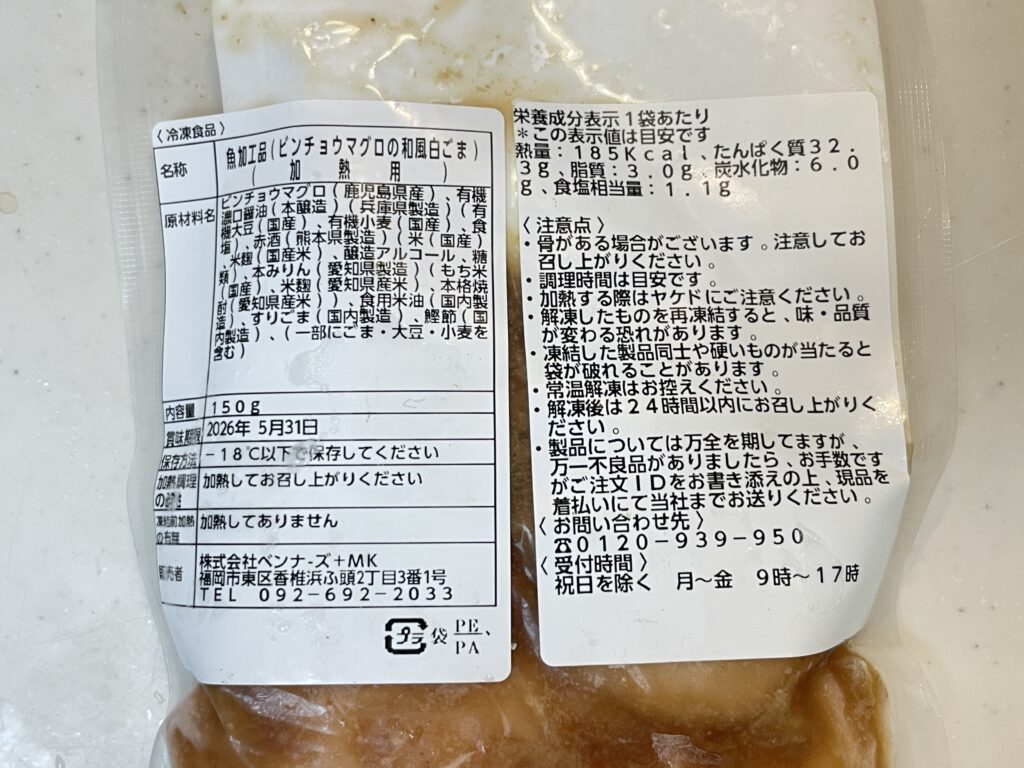 〈冷凍食品〉
名称
魚加工品(ビンチョウマグロの和風白ごま)
(加熱用)
原材料名
ビンチョウマグロ(鹿児島県産)、有機
濃口醤油(本醸造)(兵庫県製造)(有
機大豆(国産)、有機小麦(国産)、食
塩)、赤酒(熊本県製造)(米(国産)
、米麹(国産米)、醸造アルコール、糖
類)、本みりん(愛知県製造)(もち米
(国産)、米麹(愛知県産米)、本格焼
酎(愛知県産米)、食用米油(国内製
造)、すりごま(国内製造)、鰹節(国
内製造)、(一部にごま・大豆・小麦を
含む)
内容量
150g
賞味期限
2026年 5月31日
保存方法
-18℃以下で保存してください
加熱調理
の必要性
加熱してお召し上がりください
凍結前加熱
の有無
加熱してありません
販売者
株式会社ベンナーズ+MK
福岡市東区香椎浜ふ頭2丁目3番1号
TEL 092-692-2033
プラ 袋 PE、
PA
栄養成分表示1袋あたり
*この表示値は目安です
熱量:185Kcal、たんぱく質32.
3g、脂質:3.0g、炭水化物:6.0
g、食塩相当量:1.1g
〈注意点〉
・骨がある場合がございます。注意してお
召し上がりください。
・調理時間は目安です。
・加熱する際はヤケドにご注意ください。
・解凍したものを再凍結すると、味・品質
が変わる恐れがあります。
・凍結した製品同士や硬いものが当たると
袋が破れることがあります。
・常温解凍はお控えください。
・解凍後は24時間以内にお召し上がりく
ださい。
・製品については万全を期してますが、
万一不良品がありましたら、お手数です
がご注文IDをお書き添えの上、現品を
着払いにて当社までお送りください。
〈お問い合わせ先〉
☎0120-939-950
〈受付時間〉
祝日を除く 月～金 9時～17時